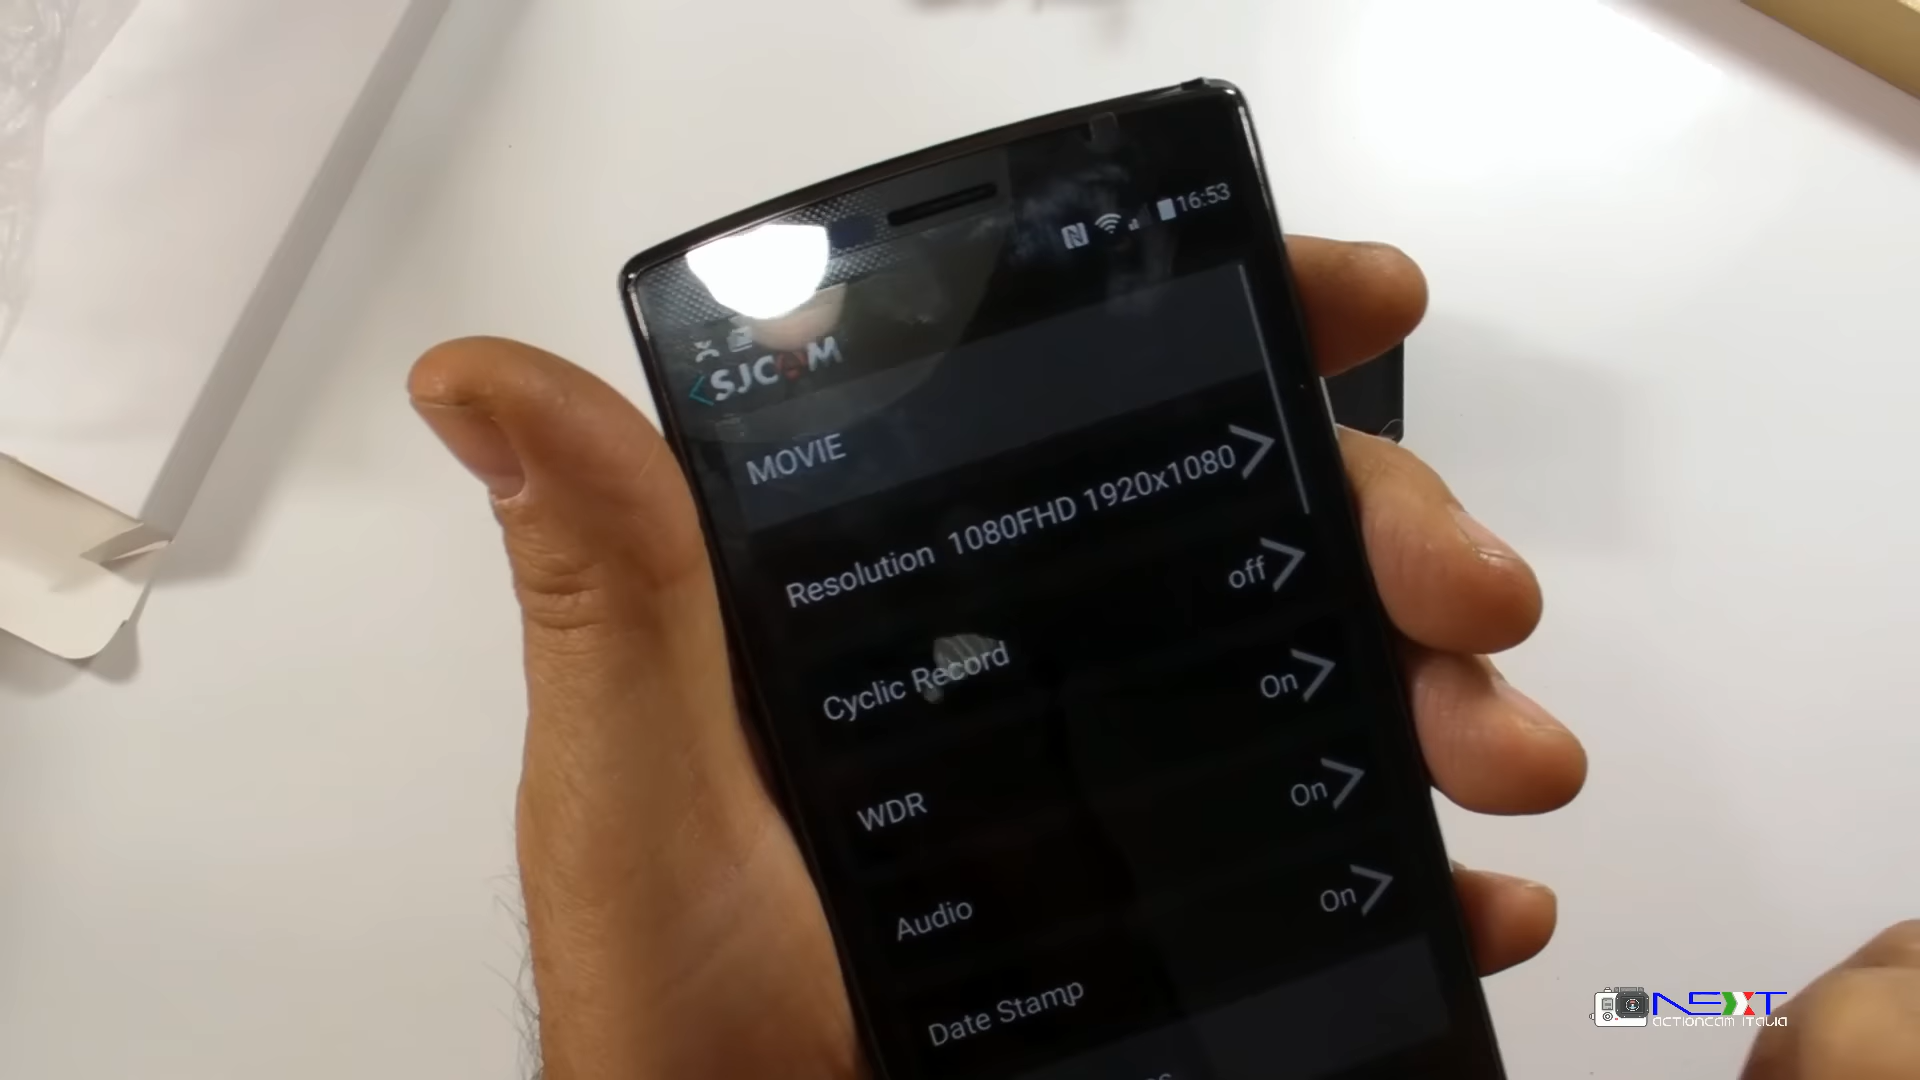 16:53
SJCAM
MOVIE
Resolution 1080FHD 1920x1080
Cyclic Record off
WDR On
Audio On
Date Stamp On
NEXT
actioncam italia